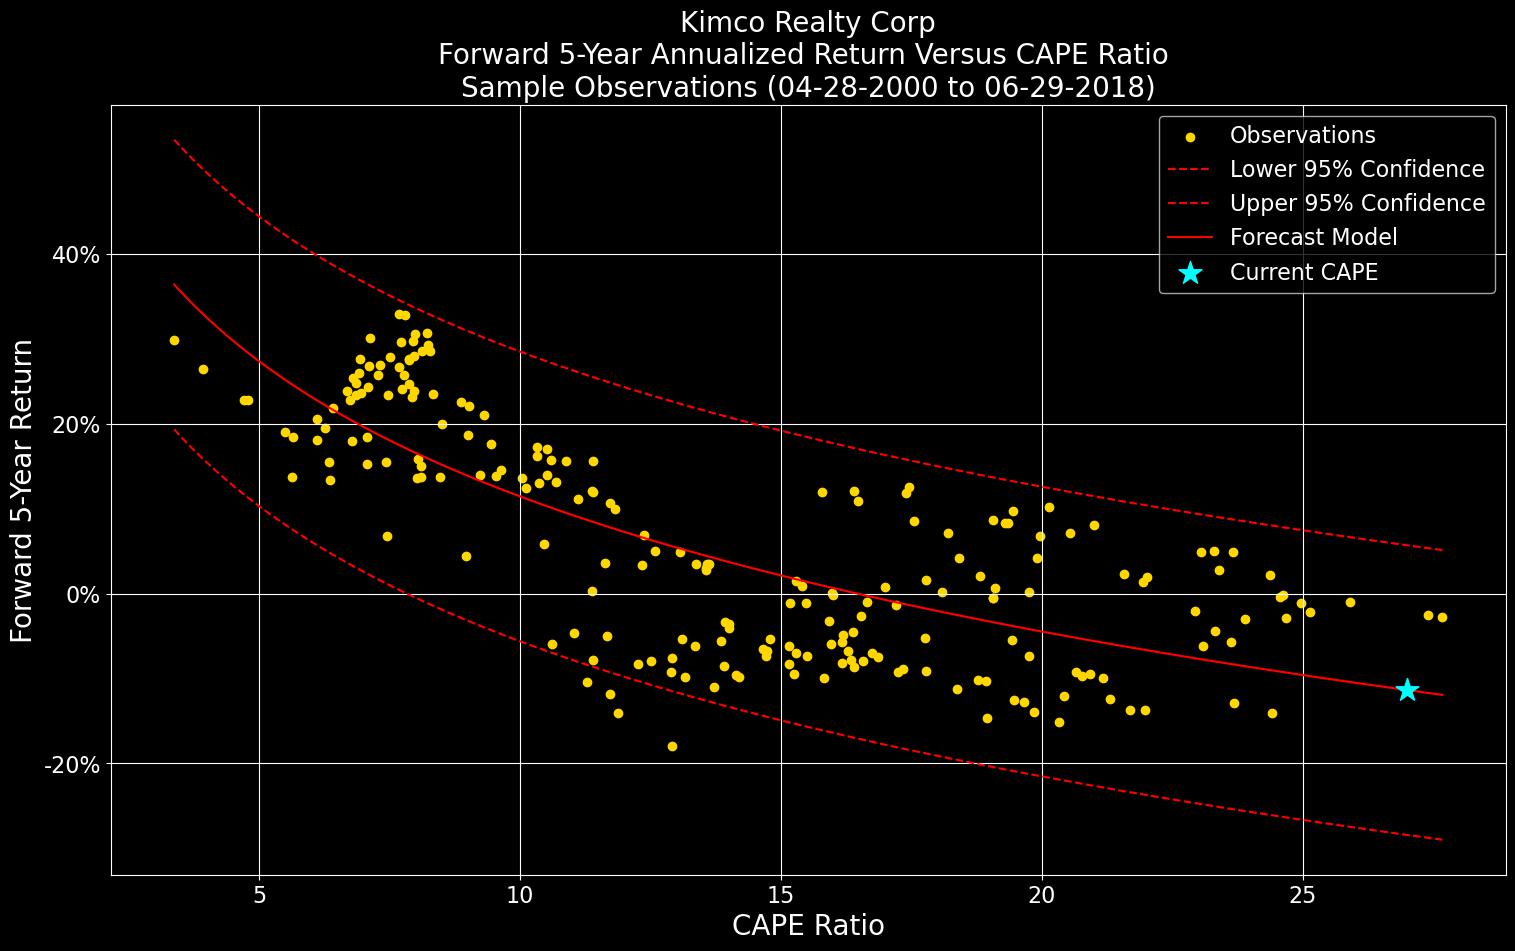 Kimco Realty Corp
Forward 5-Year Annualized Return Versus CAPE Ratio
Sample Observations (04-28-2000 to 06-29-2018)
Observations
Lower 95% Confidence
Upper 95% Confidence
Forecast Model
Current CAPE
Forward 5-Year Return
40%
20%
0%
-20%
5
10
15
20
25
CAPE Ratio